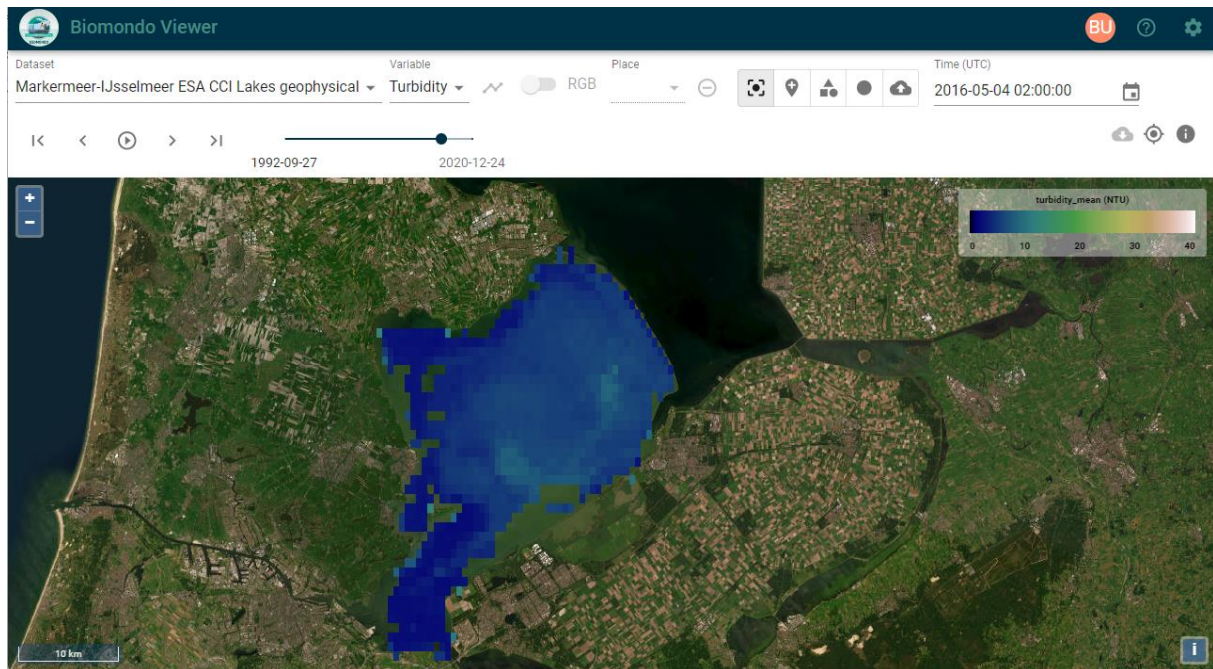 Biomondo Viewer
BU
Dataset
Markermeer-IJsselmeer ESA CCI Lakes geophysical
Variable
Turbidity
RGB
Place
Time (UTC)
2016-05-04 02:00:00
1992-09-27
2020-12-24
+
−
turbidity_mean (NTU)
0 10 20 30 40
10 km
i